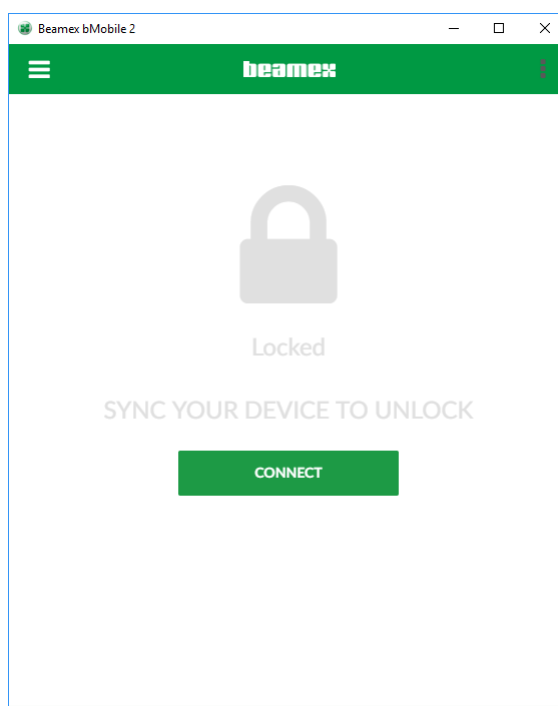 Beamex bMobile 2
beamex
Locked
SYNC YOUR DEVICE TO UNLOCK
CONNECT